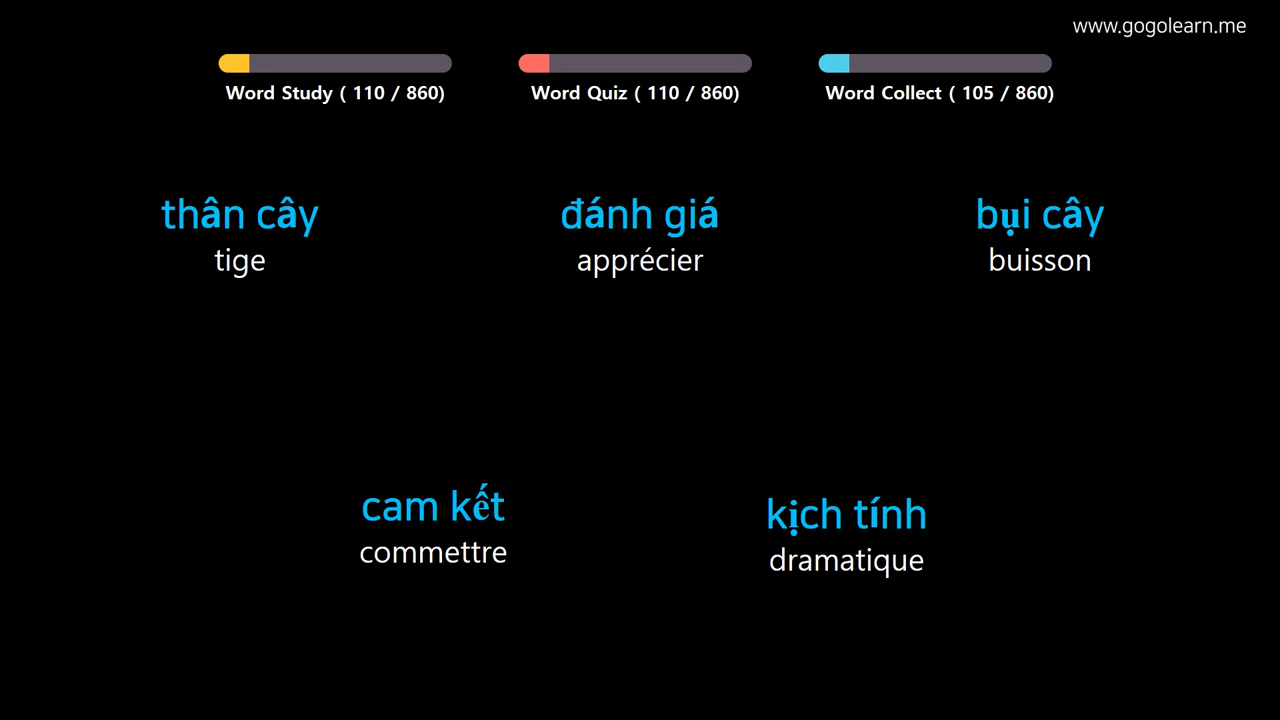 www.gogolearn.me
Word Study ( 110 / 860)
Word Quiz ( 110 / 860)
Word Collect ( 105 / 860)
thân cây
tige
đánh giá
apprécier
bụi cây
buisson
cam kết
commettre
kịch tính
dramatique